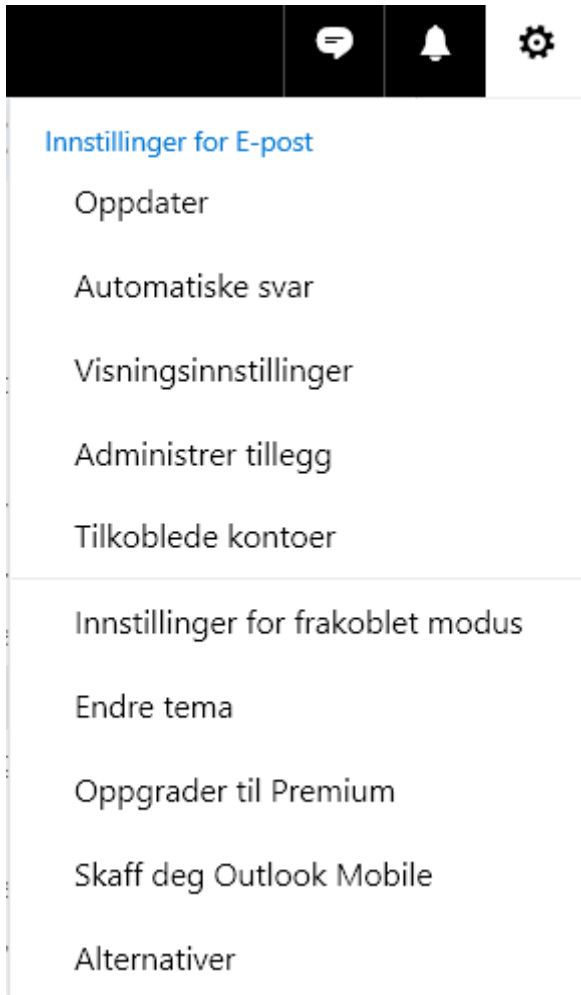 Innstillinger for E-post
Oppdater
Automatiske svar
Visningsinnstillinger
Administrer tillegg
Tilkoblede kontoer
Innstillinger for frakoblet modus
Endre tema
Oppgrader til Premium
Skaff deg Outlook Mobile
Alternativer